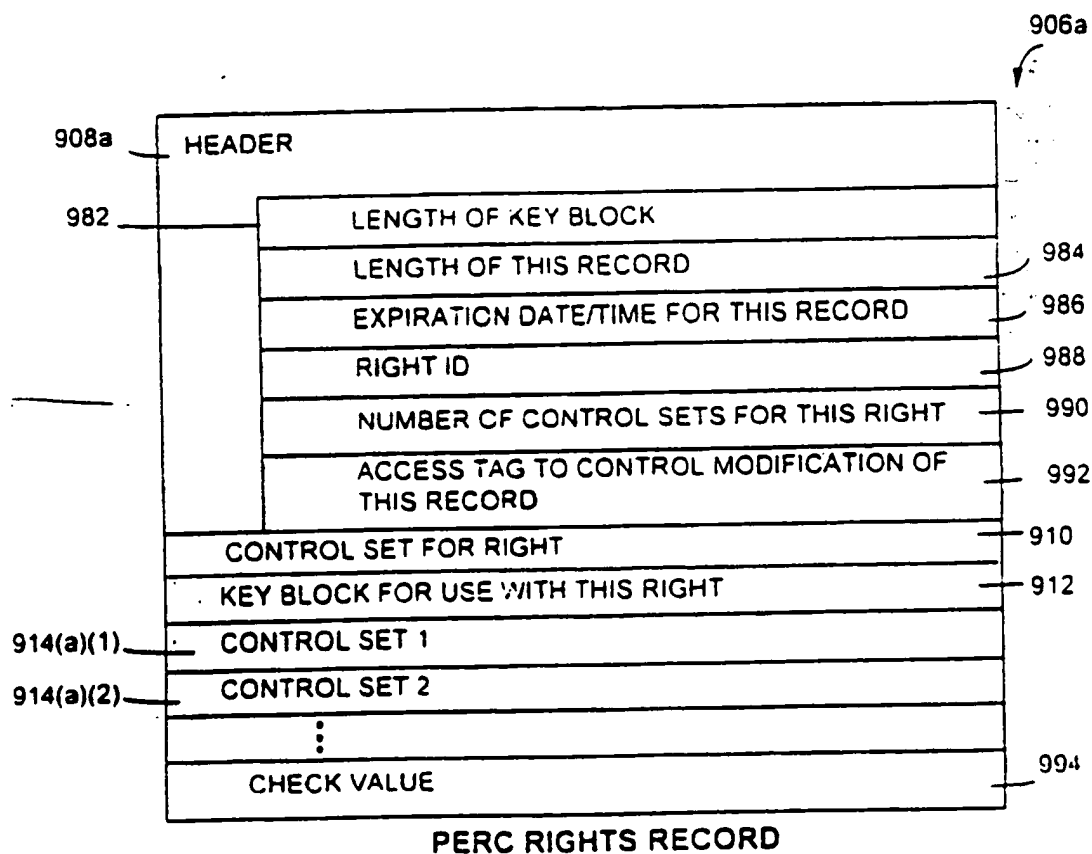 906a
908a HEADER
982 LENGTH OF KEY BLOCK
LENGTH OF THIS RECORD 984
EXPIRATION DATE/TIME FOR THIS RECORD 986
RIGHT ID 988
NUMBER CF CONTROL SETS FOR THIS RIGHT 990
ACCESS TAG TO CONTROL MODIFICATION OF 992
THIS RECORD
CONTROL SET FOR RIGHT 910
KEY BLOCK FOR USE WITH THIS RIGHT 912
914(a)(1) CONTROL SET 1
914(a)(2) CONTROL SET 2
CHECK VALUE 994
PERC RIGHTS RECORD